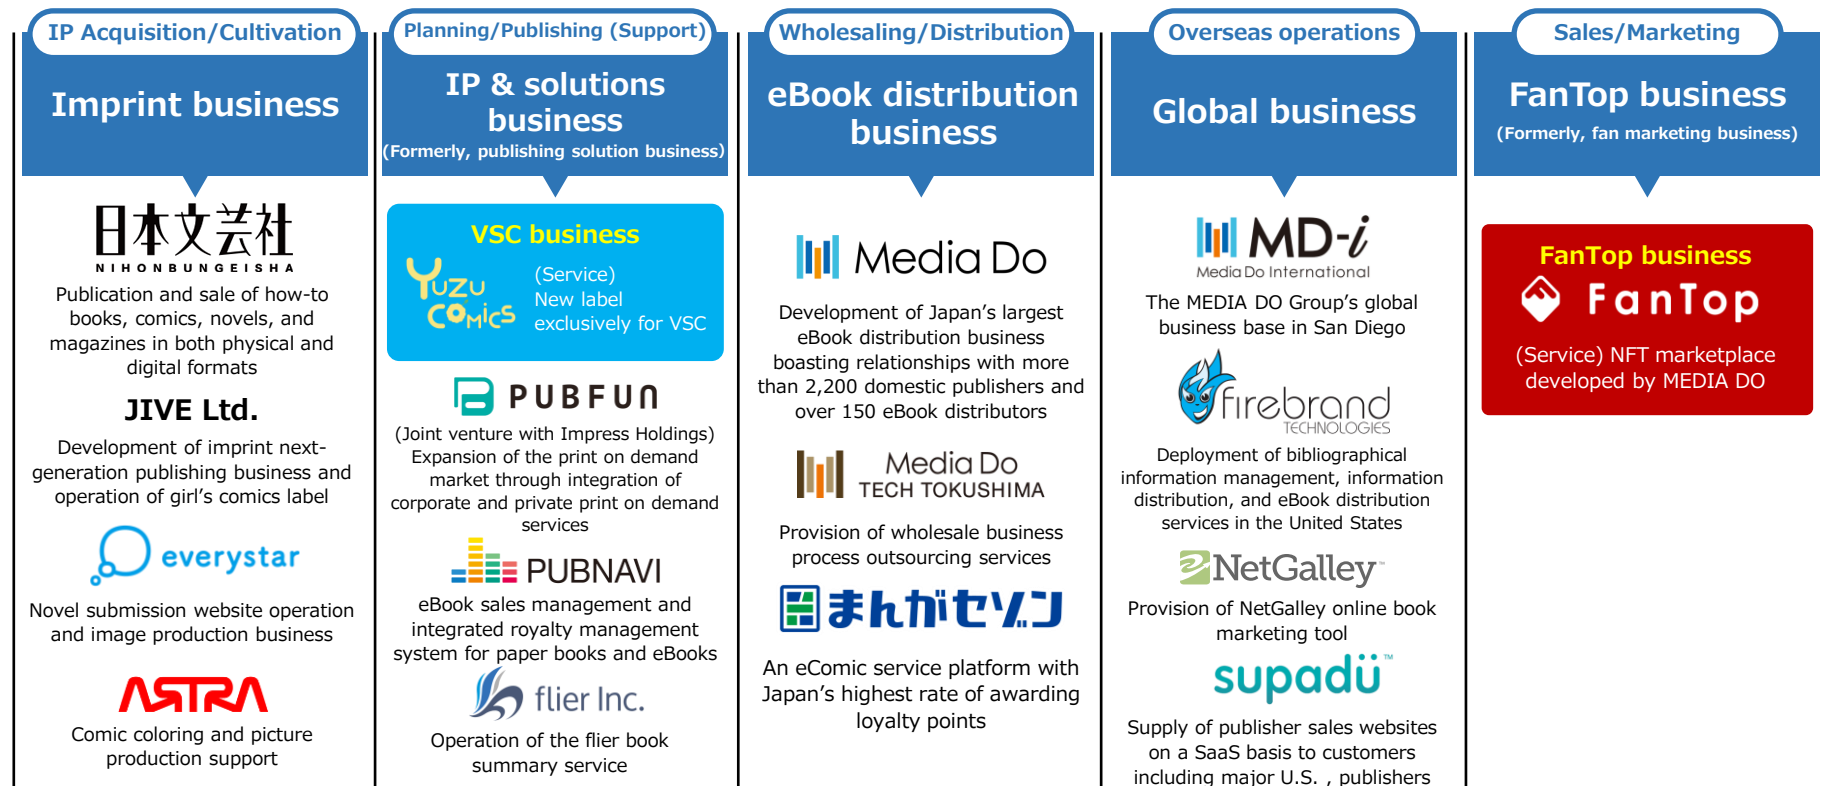 IP Acquisition/Cultivation
Imprint business
日本文芸社
NIHONBUNGEISHA
Publication and sale of how-to
books, comics, novels, and
magazines in both physical and
digital formats
JIVE Ltd.
Development of imprint next-
generation publishing business and
operation of girl's comics label
everystar
Novel submission website operation
and image production business
ASTRA
Comic coloring and picture
production support
Planning/Publishing (Support)
IP & solutions
business
(Formerly, publishing solution business)
VSC business
YUZU
COMiCS
(Service)
New label
exclusively for VSC
PUBFUN
(Joint venture with Impress Holdings)
Expansion of the print on demand
market through integration of
corporate and private print on demand
services
PUBNAVI
eBook sales management and
integrated royalty management
system for paper books and eBooks
flier Inc.
Operation of the flier book
summary service
Wholesaling/Distribution
eBook distribution
business
Media Do
Development of Japan's largest
eBook distribution business
boasting relationships with more
than 2,200 domestic publishers and
over 150 eBook distributors
Media Do
TECH TOKUSHIMA
Provision of wholesale business
process outsourcing services
まんがセゾン
An eComic service platform with
Japan's highest rate of awarding
loyalty points
Overseas operations
Global business
MD-i
Media Do International
The MEDIA DO Group's global
business base in San Diego
firebrand
TECHNOLOGIES
Deployment of bibliographical
information management, information
distribution, and eBook distribution
services in the United States
NetGalley
Provision of NetGalley online book
marketing tool
supadü™
Supply of publisher sales websites
on a SaaS basis to customers
including major U.S. , publishers
Sales/Marketing
FanTop business
(Formerly, fan marketing business)
FanTop business
FanTop
(Service) NFT marketplace
developed by MEDIA DO